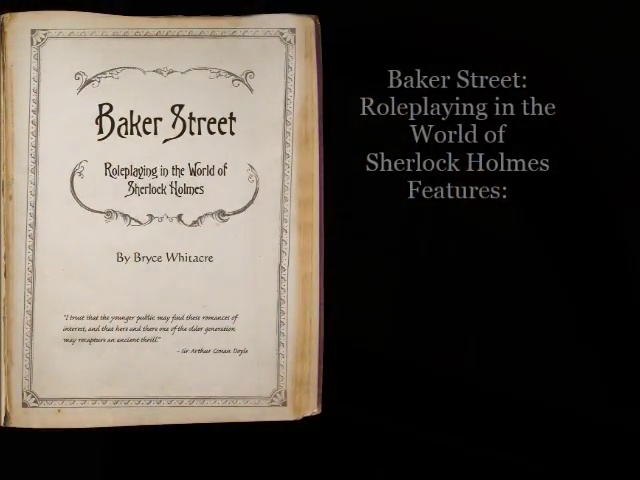 Baker Street
Roleplaying in the World of
Sherlock Holmes
By Bryce Whitacre
"I trust that the younger public may find these romances of
interest, and that here and there one of the older generation
may recapture an ancient thrill."
- Sir Arthur Conan Doyle
Baker Street:
Roleplaying in the
World of
Sherlock Holmes
Features: